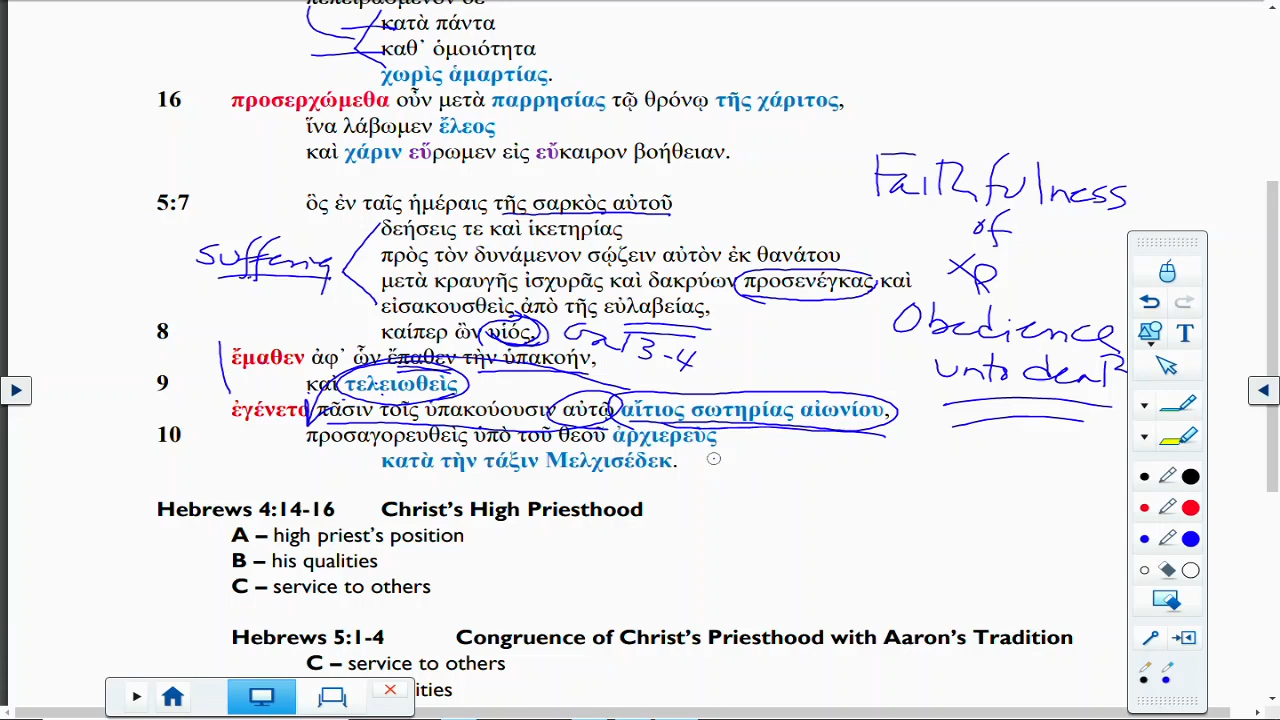 κατὰ πάντα
καθ᾽ ὁμοιότητα
χωρὶς ἁμαρτίας.
16 προσερχώμεθα οὖν μετὰ παρρησίας τῷ θρόνῳ τῆς χάριτος,
ἵνα λάβωμεν ἔλεος
καὶ χάριν εὕρωμεν εἰς εὔκαιρον βοήθειαν.
5:7 ὃς ἐν ταῖς ἡμέραις τῆς σαρκὸς αὐτοῦ
δεήσεις τε καὶ ἱκετηρίας
πρὸς τὸν δυνάμενον σῴζειν αὐτὸν ἐκ θανάτου
μετὰ κραυγῆς ἰσχυρᾶς καὶ δακρύων προσενέγκας καὶ
εἰσακουσθεὶς ἀπὸ τῆς εὐλαβείας,
8 καίπερ ὢν υἱός,
ἔμαθεν ἀφ᾽ ὧν ἔπαθεν τὴν ὑπακοήν,
9 καὶ τελειωθεὶς
ἐγένετο πᾶσιν τοῖς ὑπακούουσιν αὐτῷ αἴτιος σωτηρίας αἰωνίου,
10 προσαγορευθεὶς ὑπὸ τοῦ θεοῦ ἀρχιερεὺς
κατὰ τὴν τάξιν Μελχισέδεκ.
suffering
Faithfulness
of
XR
Obedience
unto deaT
3-4
Hebrews 4:14-16 Christ's High Priesthood
A – high priest's position
B – his qualities
C – service to others
Hebrews 5:1-4 Congruence of Christ's Priesthood with Aaron's Tradition
C – service to others
ities
T